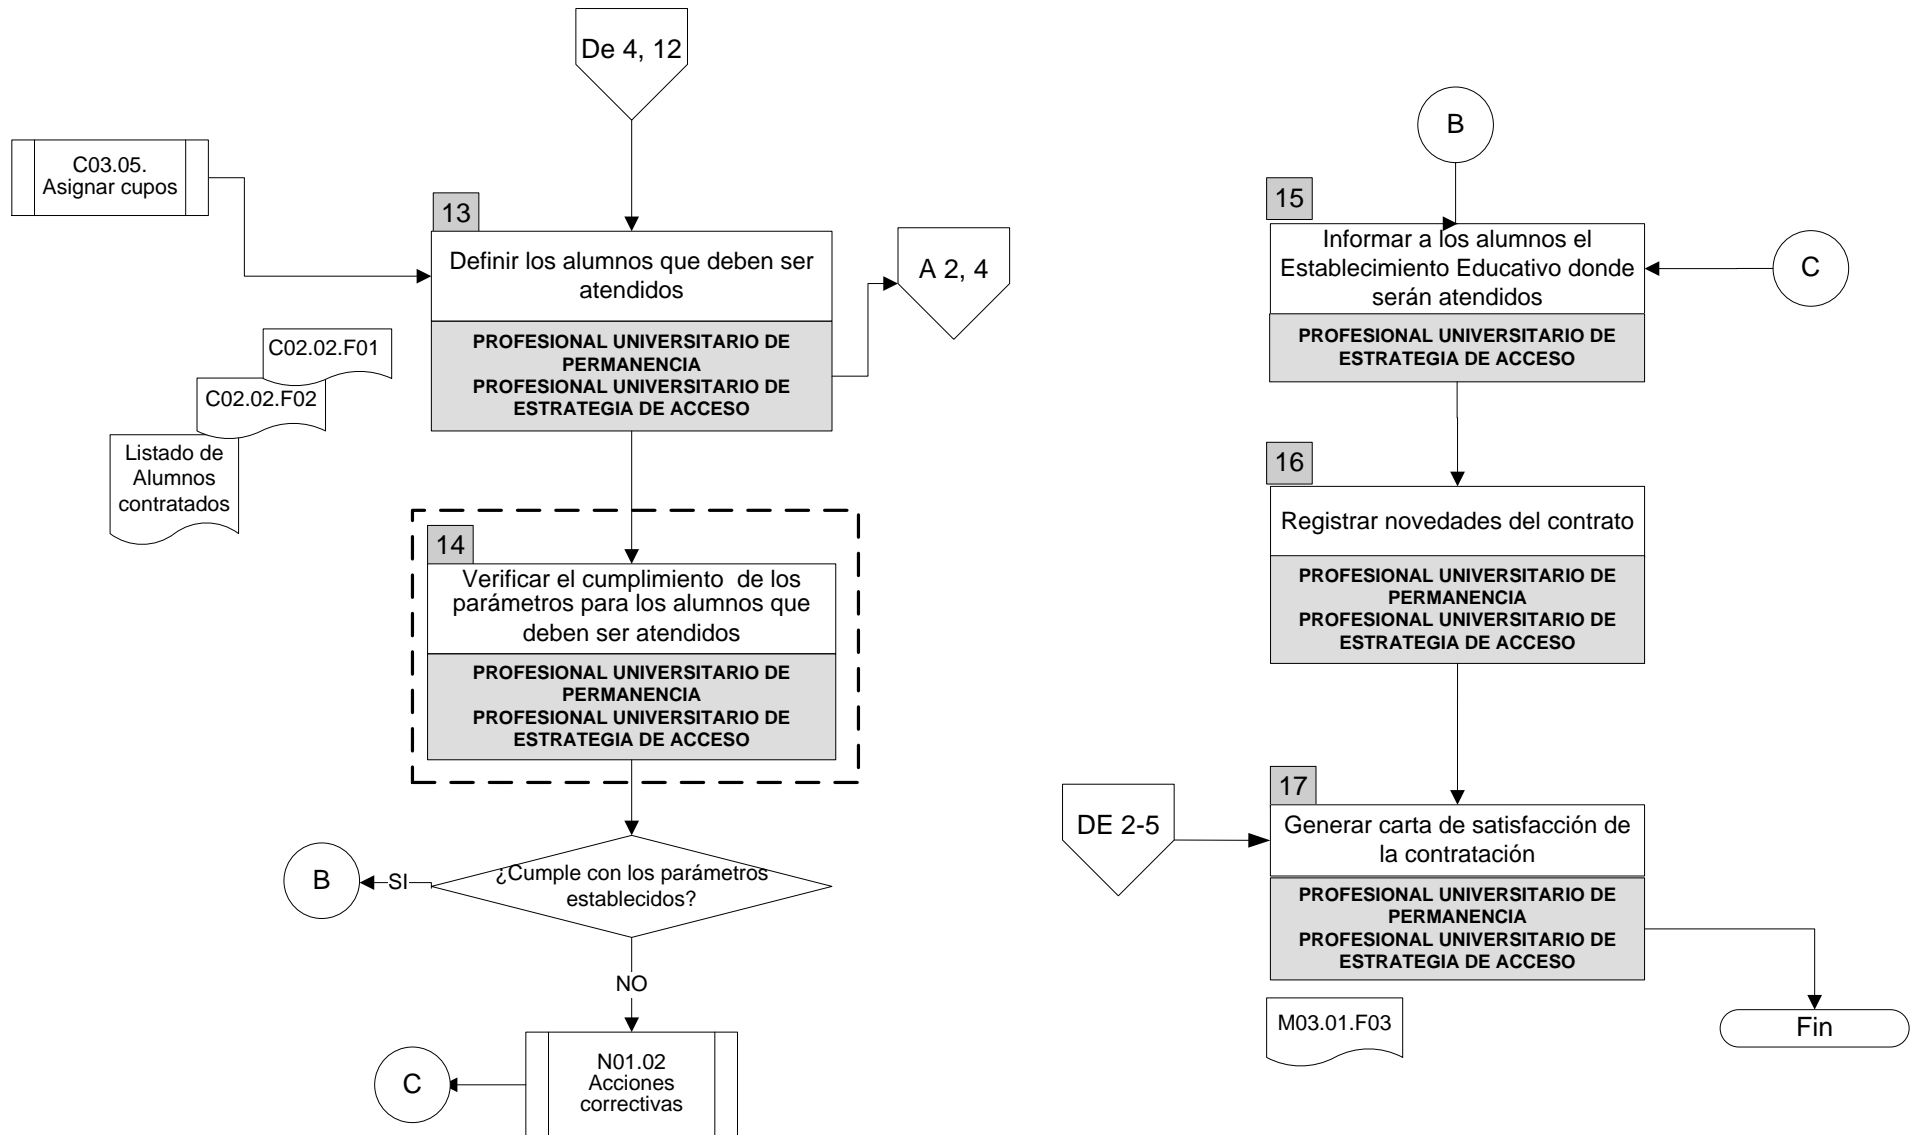 De 4, 12
C03.05.
Asignar cupos
13
Definir los alumnos que deben ser
atendidos
PROFESIONAL UNIVERSITARIO DE
PERMANENCIA
PROFESIONAL UNIVERSITARIO DE
ESTRATEGIA DE ACCESO
A 2, 4
C02.02.F01
C02.02.F02
Listado de
Alumnos
contratados
14
Verificar el cumplimiento  de los
parámetros para los alumnos que
deben ser atendidos
PROFESIONAL UNIVERSITARIO DE
PERMANENCIA
PROFESIONAL UNIVERSITARIO DE
ESTRATEGIA DE ACCESO
¿Cumple con los parámetros
establecidos?
SI
B
NO
N01.02
Acciones
correctivas
C
B
15
Informar a los alumnos el
Establecimiento Educativo donde
serán atendidos
PROFESIONAL UNIVERSITARIO DE
ESTRATEGIA DE ACCESO
C
16
Registrar novedades del contrato
PROFESIONAL UNIVERSITARIO DE
PERMANENCIA
PROFESIONAL UNIVERSITARIO DE
ESTRATEGIA DE ACCESO
DE 2-5
17
Generar carta de satisfacción de
la contratación
PROFESIONAL UNIVERSITARIO DE
PERMANENCIA
PROFESIONAL UNIVERSITARIO DE
ESTRATEGIA DE ACCESO
M03.01.F03
Fin